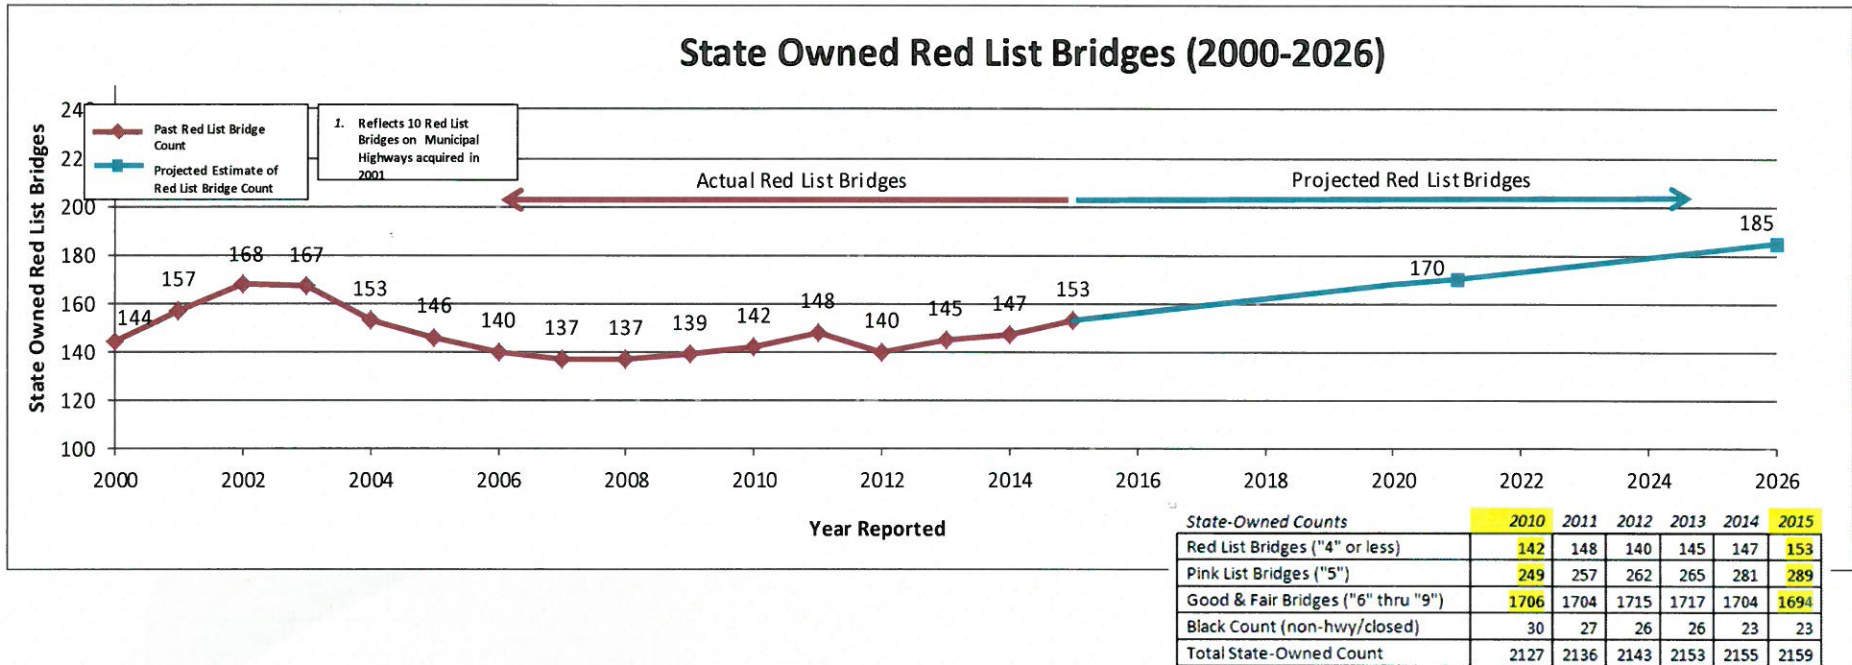 State Owned Red List Bridges (2000-2026)
State Owned Red List Bridges
24
22
200
180
160
140
120
100
Past Red List Bridge
Count
Projected Estimate of
Red List Bridge Count
1. Reflects 10 Red List
Bridges on Municipal
Highways acquired in
2001
Actual Red List Bridges
Projected Red List Bridges
144 157 168 167 153 146 140 137 137 139 142 148 140 145 147 153 170 185
2000 2002 2004 2006 2008 2010 2012 2014 2016 2018 2020 2022 2024 2026
Year Reported
State-Owned Counts 2010 2011 2012 2013 2014 2015
Red List Bridges ("4" or less) 142 148 140 145 147 153
Pink List Bridges ("5") 249 257 262 265 281 289
Good & Fair Bridges ("6" thru "9") 1706 1704 1715 1717 1704 1694
Black Count (non-hwy/closed) 30 27 26 26 23 23
Total State-Owned Count 2127 2136 2143 2153 2155 2159